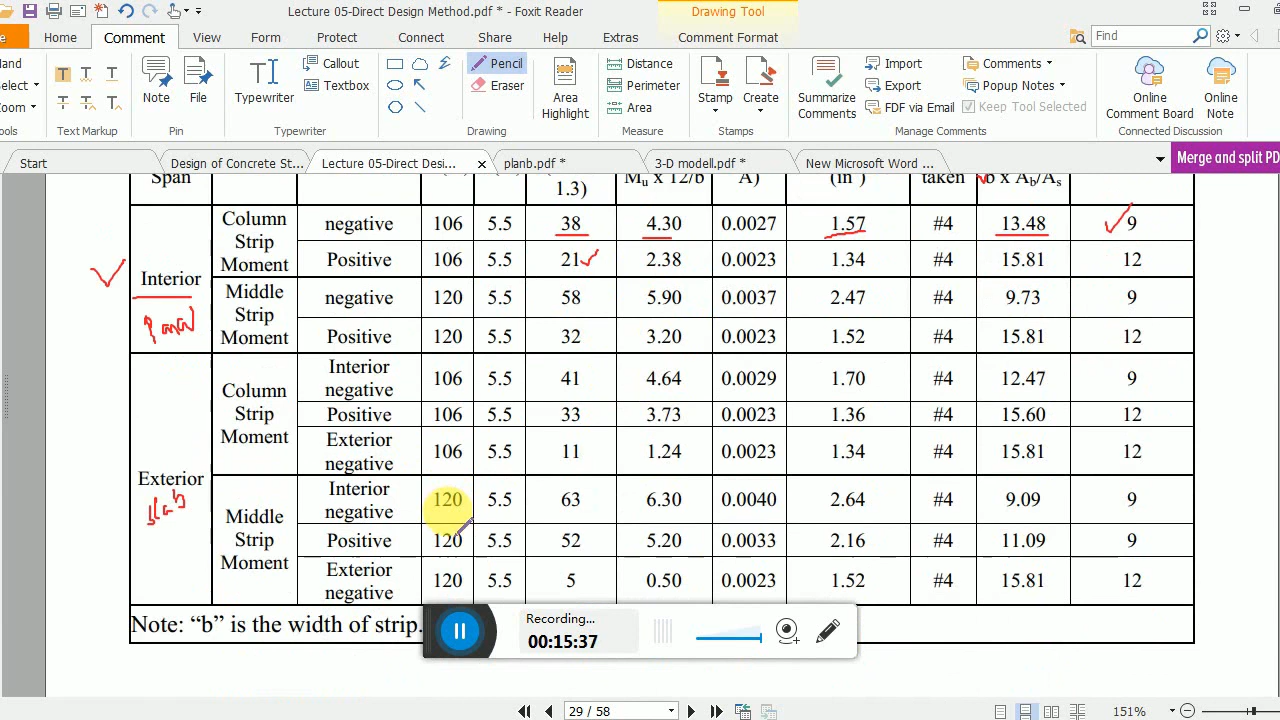 Lecture 05-Direct Design Method.pdf * - Foxit Reader
Drawing Tool
e Home Comment View Form Protect Connect Share Help Extras Comment Format Find
and
Selec
oom
ools
Text Markup
Note File
Pin
Typewriter
Callout
Textbox
Typewriter
Pencil
Eraser
Drawing
Area
Highlight
Distance
Perimeter
Area
Measure
Stamp Create
Stamps
Summarize
Comments
Import
Export
FDF via Email
Comments
Popup Notes
Keep Tool Selected
Manage Comments
Online
Comment Board
Online
Note
Connected Discussion
Start Design of Concrete St... Lecture 05-Direct Desi... planb.pdf * 3-D modell.pdf * New Microsoft Word ... Merge and split PD
Span 1.3) Mu x 12/b A) (in ) taken b x Ab/As
Interior Column Strip Moment negative 106 5.5 38 4.30 0.0027 1.57 #4 13.48 9
Positive 106 5.5 21 2.38 0.0023 1.34 #4 15.81 12
Middle Strip Moment negative 120 5.5 58 5.90 0.0037 2.47 #4 9.73 9
Positive 120 5.5 32 3.20 0.0023 1.52 #4 15.81 12
Exterior Column Strip Moment Interior negative 106 5.5 41 4.64 0.0029 1.70 #4 12.47 9
Positive 106 5.5 33 3.73 0.0023 1.36 #4 15.60 12
Exterior negative 106 5.5 11 1.24 0.0023 1.34 #4 15.81 12
slab
Middle Strip Moment Interior negative 120 5.5 63 6.30 0.0040 2.64 #4 9.09 9
Positive 120 5.5 52 5.20 0.0033 2.16 #4 11.09 9
Exterior negative 120 5.5 5 0.50 0.0023 1.52 #4 15.81 12
Note: “b” is the width of strip.
Recording...
00:15:37
29 / 58
151%